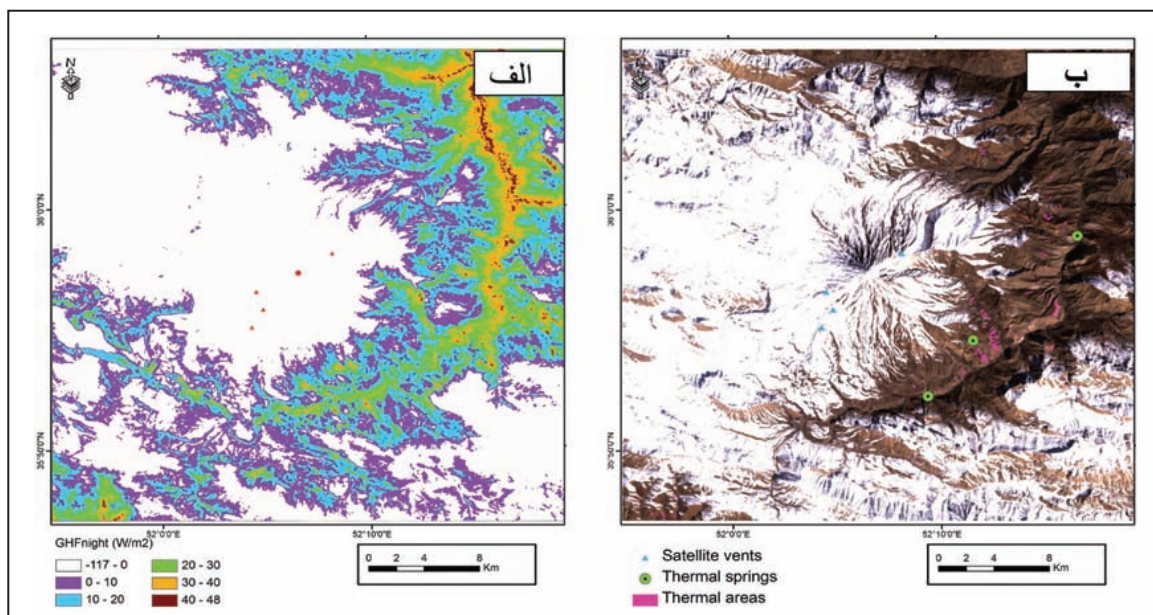 الف
N
36°0'0"N
35°50'0"N
52°0'0"E
52°10'0"E
GHFnight (W/m2)
-117 - 0
0 - 10
10 - 20
20 - 30
30 - 40
40 - 48
0 2 4 8
Km
ب
36°0'0"N
35°50'0"N
52°0'0"E
52°10'0"E
Satellite vents
Thermal springs
Thermal areas
0 2 4 8
Km